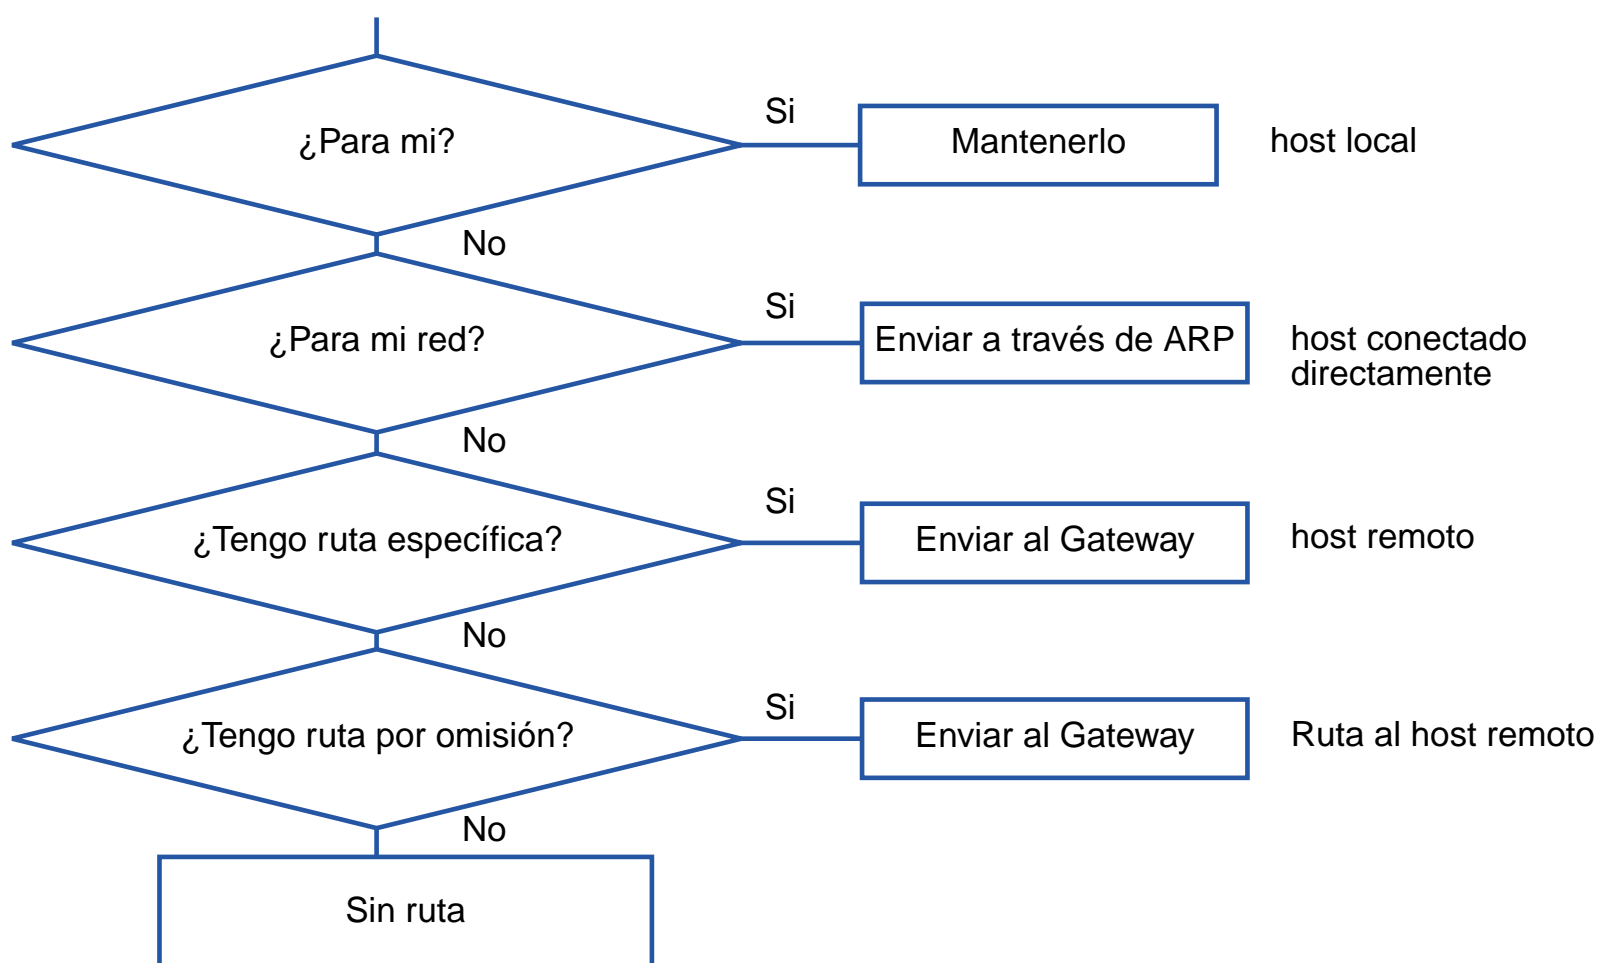 ¿Para mi?
Si
Mantenerlo
host local
No
¿Para mi red?
Si
Enviar a través de ARP
host conectado
directamente
No
¿Tengo ruta específica?
Si
Enviar al Gateway
host remoto
No
¿Tengo ruta por omisión?
Si
Enviar al Gateway
Ruta al host remoto
No
Sin ruta